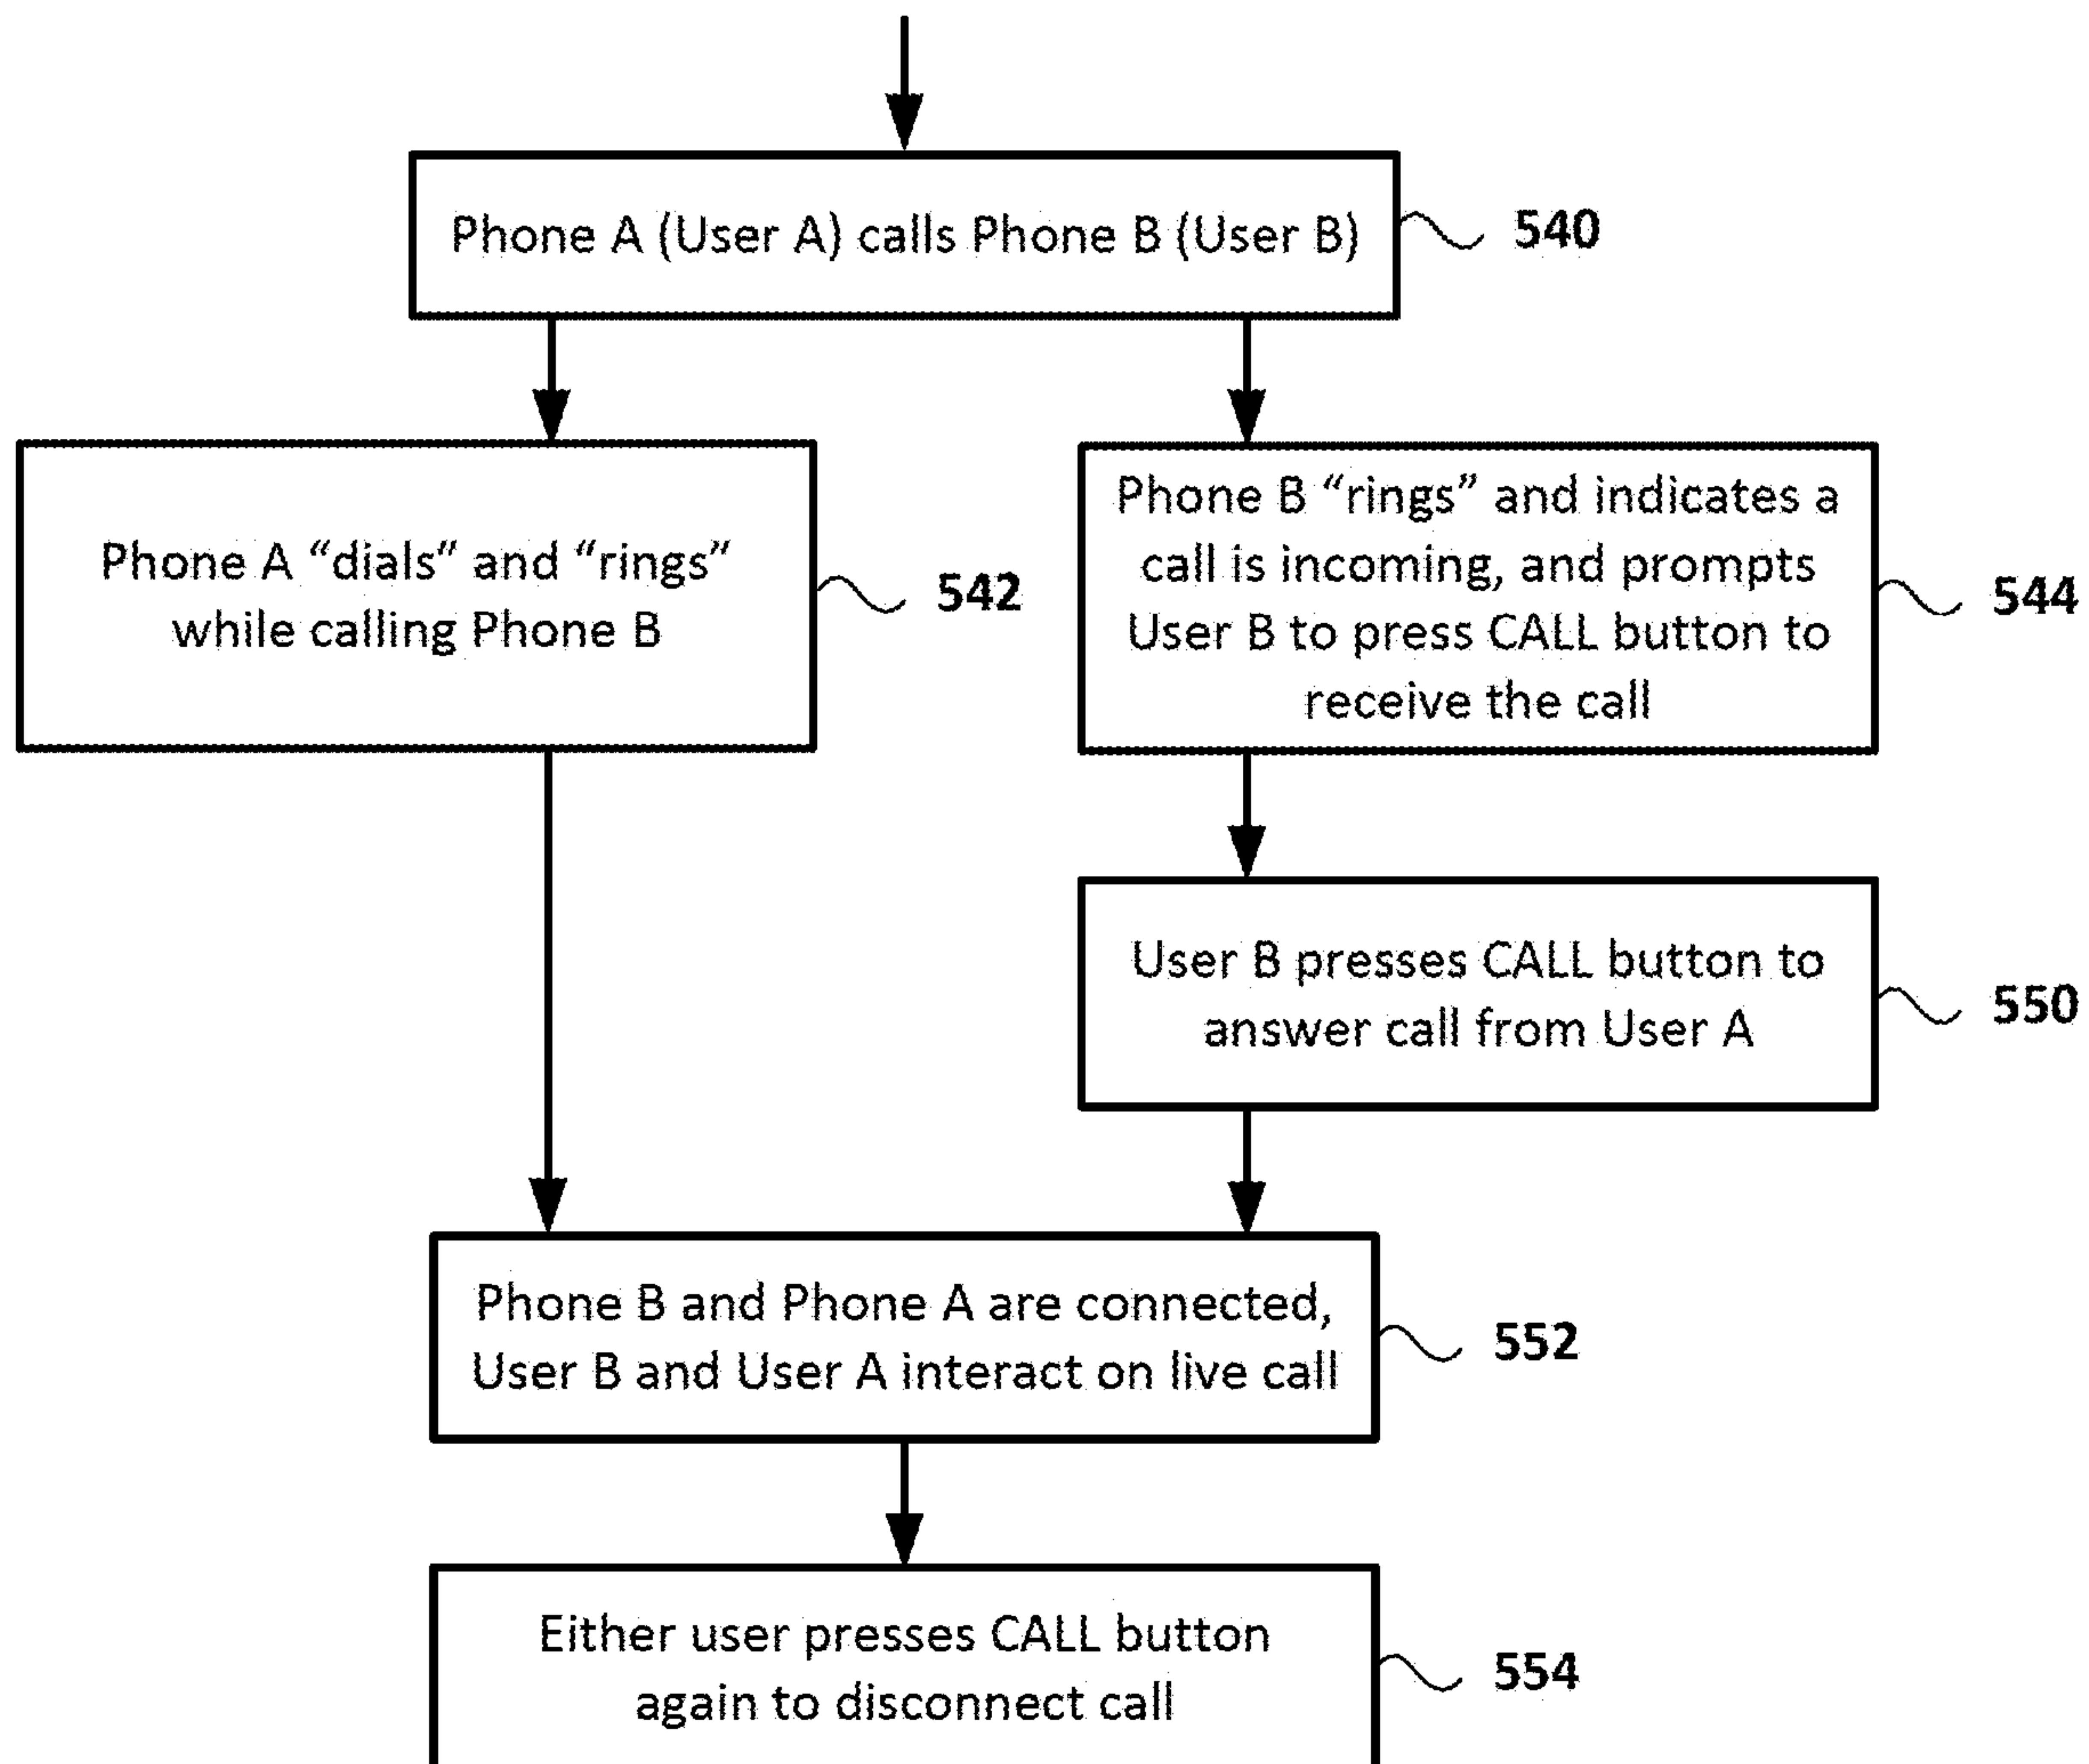 Phone A (User A) calls Phone B (User B)
540
Phone A “dials” and “rings”
while calling Phone B
542
Phone B “rings” and indicates a
call is incoming, and prompts
User B to press CALL button to
receive the call
544
User B presses CALL button to
answer call from User A
550
Phone B and Phone A are connected,
User B and User A interact on live call
552
Either user presses CALL button
again to disconnect call
554